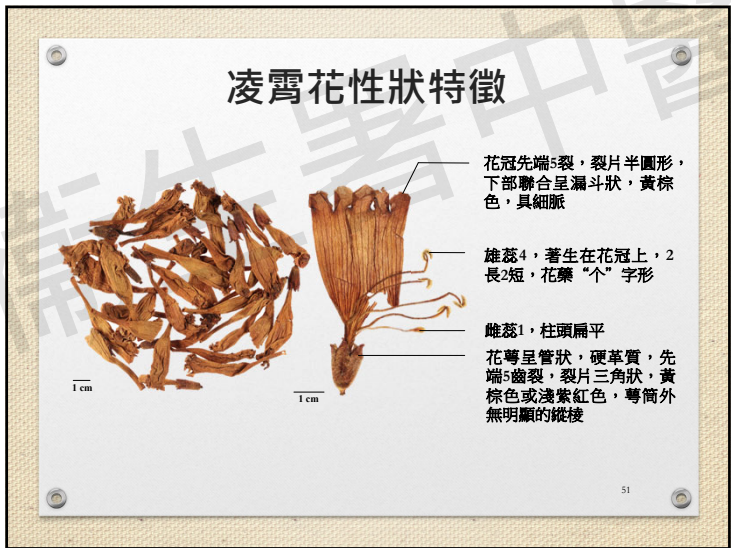 凌霄花性狀特徵
花冠先端5裂，裂片半圓形，
下部聯合呈漏斗狀，黃棕
色，具細脈
雄蕊4，著生在花冠上，2
長2短，花藥“个”字形
雌蕊1，柱頭扁平
花萼呈管狀，硬革質，先
端5齒裂，裂片三角狀，黃
棕色或淺紫紅色，萼筒外
無明顯的縱棱
1 cm
1 cm
51
衛生署中醫